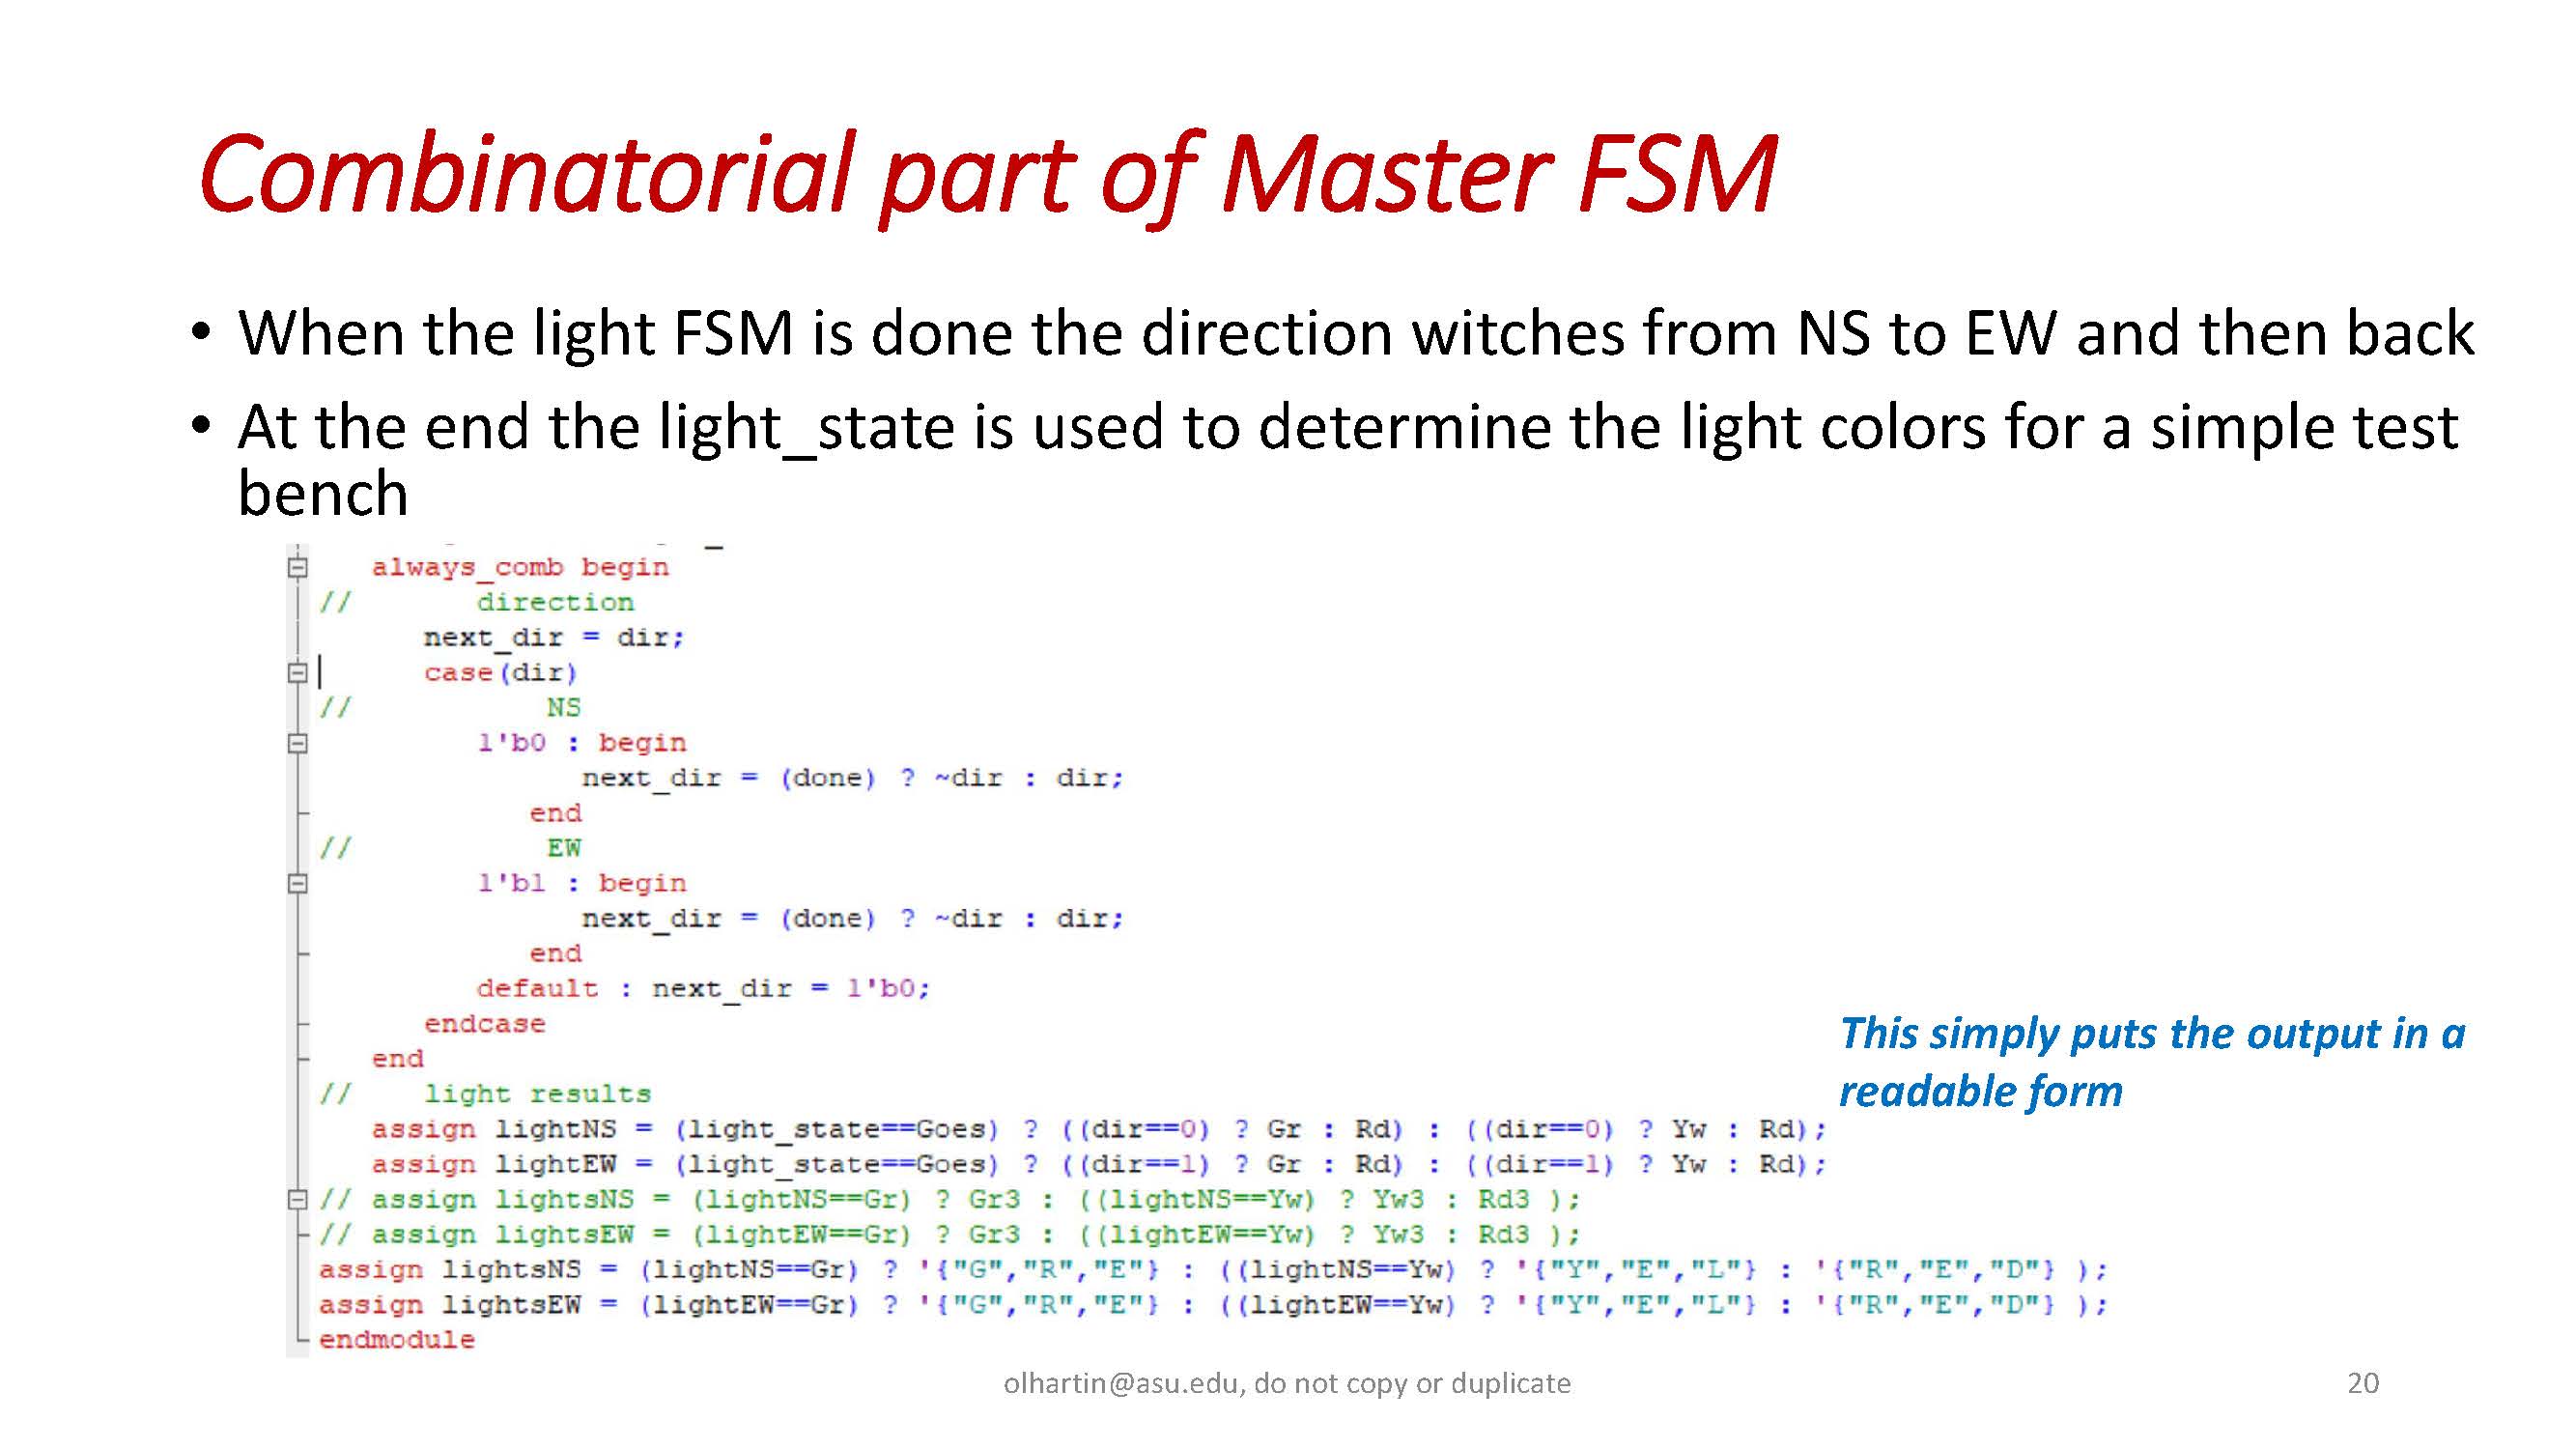 Combinatorial part of Master FSM
• When the light FSM is done the direction witches from NS to EW and then back
• At the end the light_state is used to determine the light colors for a simple test
bench
always_comb begin
// direction
next_dir = dir;
case(dir)
// NS
1'b0 : begin
next_dir = (done) ? ~dir : dir;
end
// EW
1'b1 : begin
next_dir = (done) ? ~dir : dir;
end
default : next_dir = 1'b0;
endcase
end
This simply puts the output in a
readable form
// light results
assign lightNS = (light_state==Goes) ? ((dir==0) ? Gr : Rd) : ((dir==0) ? Yw : Rd);
assign lightEW = (light_state==Goes) ? ((dir==1) ? Gr : Rd) : ((dir==1) ? Yw : Rd);
// assign lightsNS = (lightNS==Gr) ? Gr3 : ((lightNS==Yw) ? Yw3 : Rd3 );
// assign lightsEW = (lightEW==Gr) ? Gr3 : ((lightEW==Yw) ? Yw3 : Rd3 );
assign lightsNS = (lightNS==Gr) ? '{"G","R","E"} : ((lightNS==Yw) ? '{"Y","E","L"} : '{"R","E","D"} );
assign lightsEW = (lightEW==Gr) ? '{"G","R","E"} : ((lightEW==Yw) ? '{"Y","E","L"} : '{"R","E","D"} );
endmodule
olhartin@asu.edu, do not copy or duplicate
20